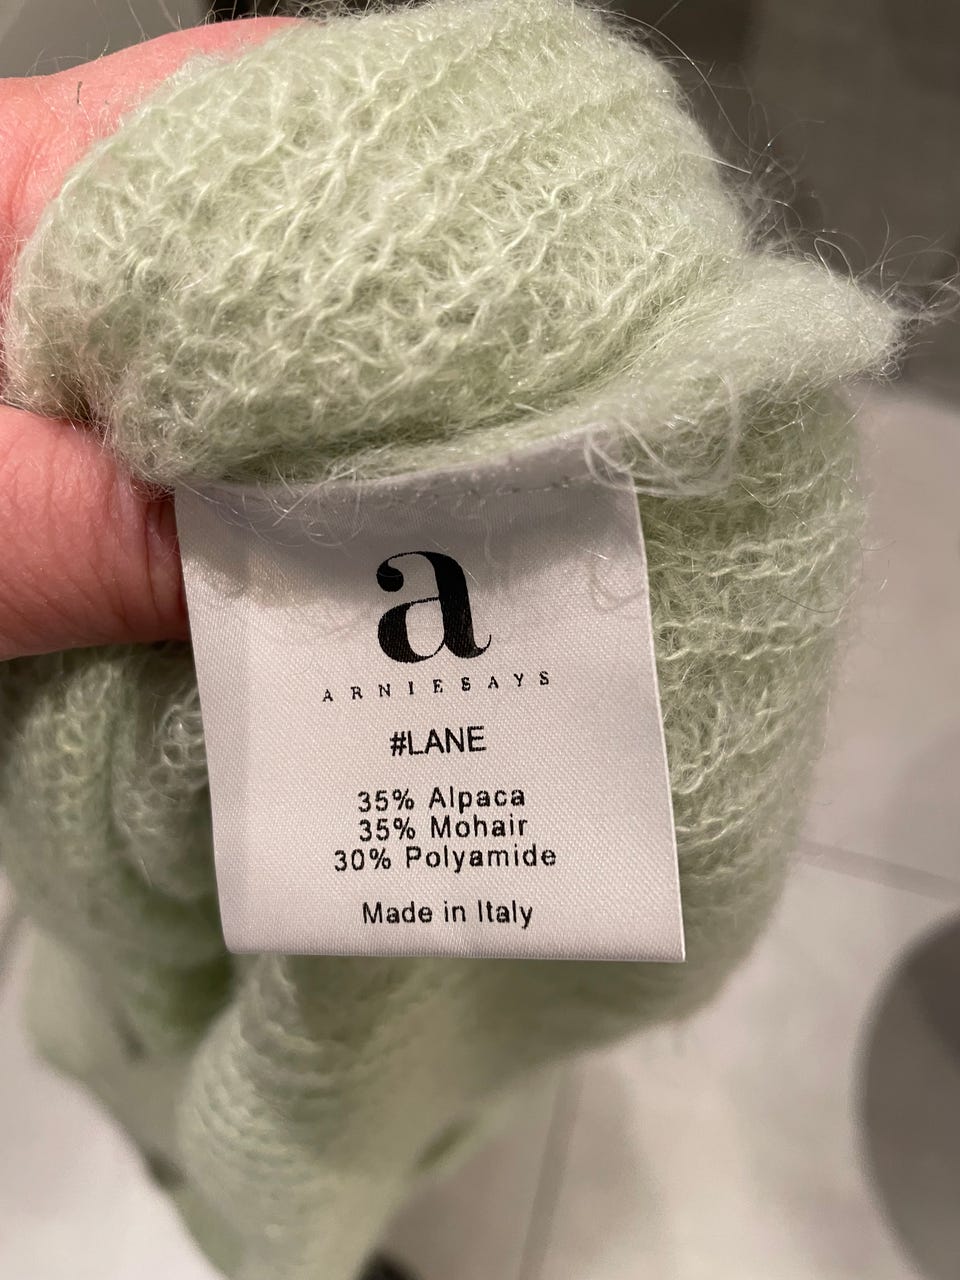 a
ARNIESAYS
#LANE
35% Alpaca
35% Mohair
30% Polyamide
Made in Italy